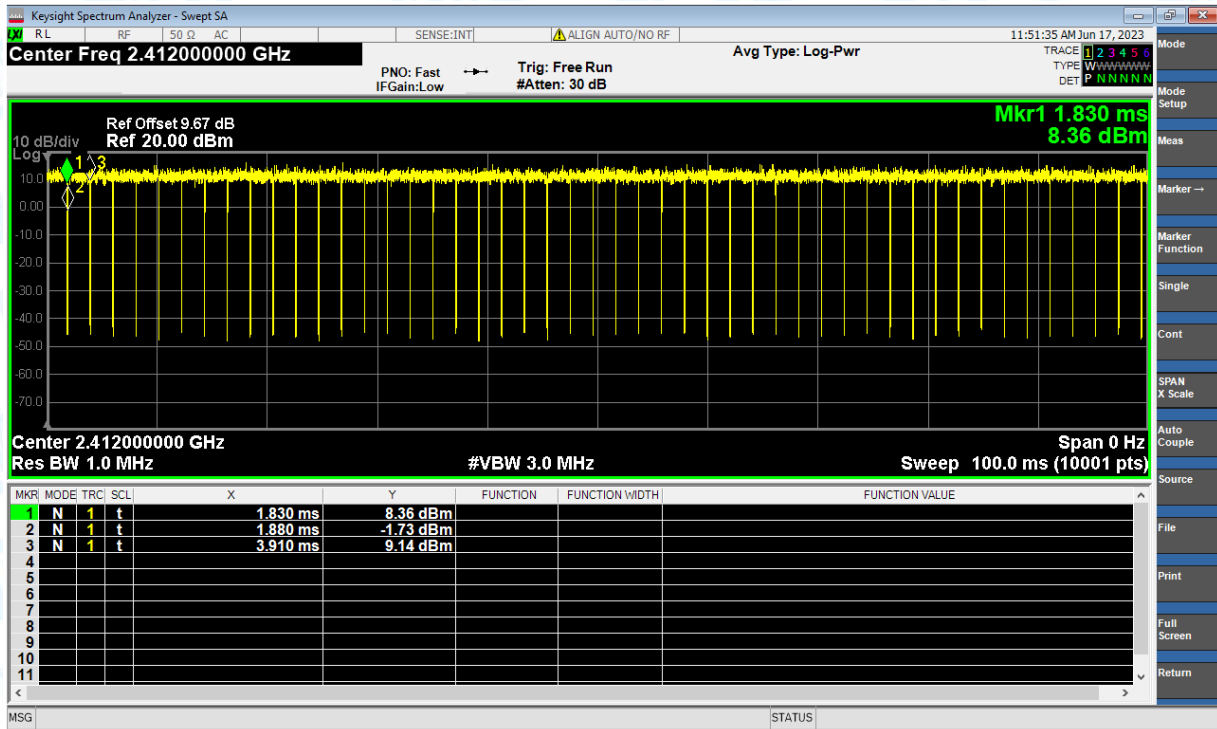 Keysight Spectrum Analyzer - Swept SA
LXI RL RF 50 Ω AC SENSE:INT ALIGN AUTO/NO RF 11:51:35 AM Jun 17, 2023
Center Freq 2.412000000 GHz
PNO: Fast
IFGain:Low
Trig: Free Run
#Atten: 30 dB
Avg Type: Log-Pwr
TRACE 1 2 3 4 5 6
TYPE WWWWWW
DET P N N N N N
Mkr1 1.830 ms
8.36 dBm
Ref Offset 9.67 dB
10 dB/div Ref 20.00 dBm
Log
1 3
2
10.0
0.00
-10.0
-20.0
-30.0
-40.0
-50.0
-60.0
-70.0
Center 2.412000000 GHz Span 0 Hz
Res BW 1.0 MHz #VBW 3.0 MHz Sweep 100.0 ms (10001 pts)
MKR MODE TRC SCL X Y FUNCTION FUNCTION WIDTH FUNCTION VALUE
1 N 1 t 1.830 ms 8.36 dBm
2 N 1 t 1.880 ms -1.73 dBm
3 N 1 t 3.910 ms 9.14 dBm
4
5
6
7
8
9
10
11
MSG STATUS
Mode
Mode
Setup
Meas
Marker →
Marker
Function
Single
Cont
SPAN
X Scale
Auto
Couple
Source
File
Print
Full
Screen
Return